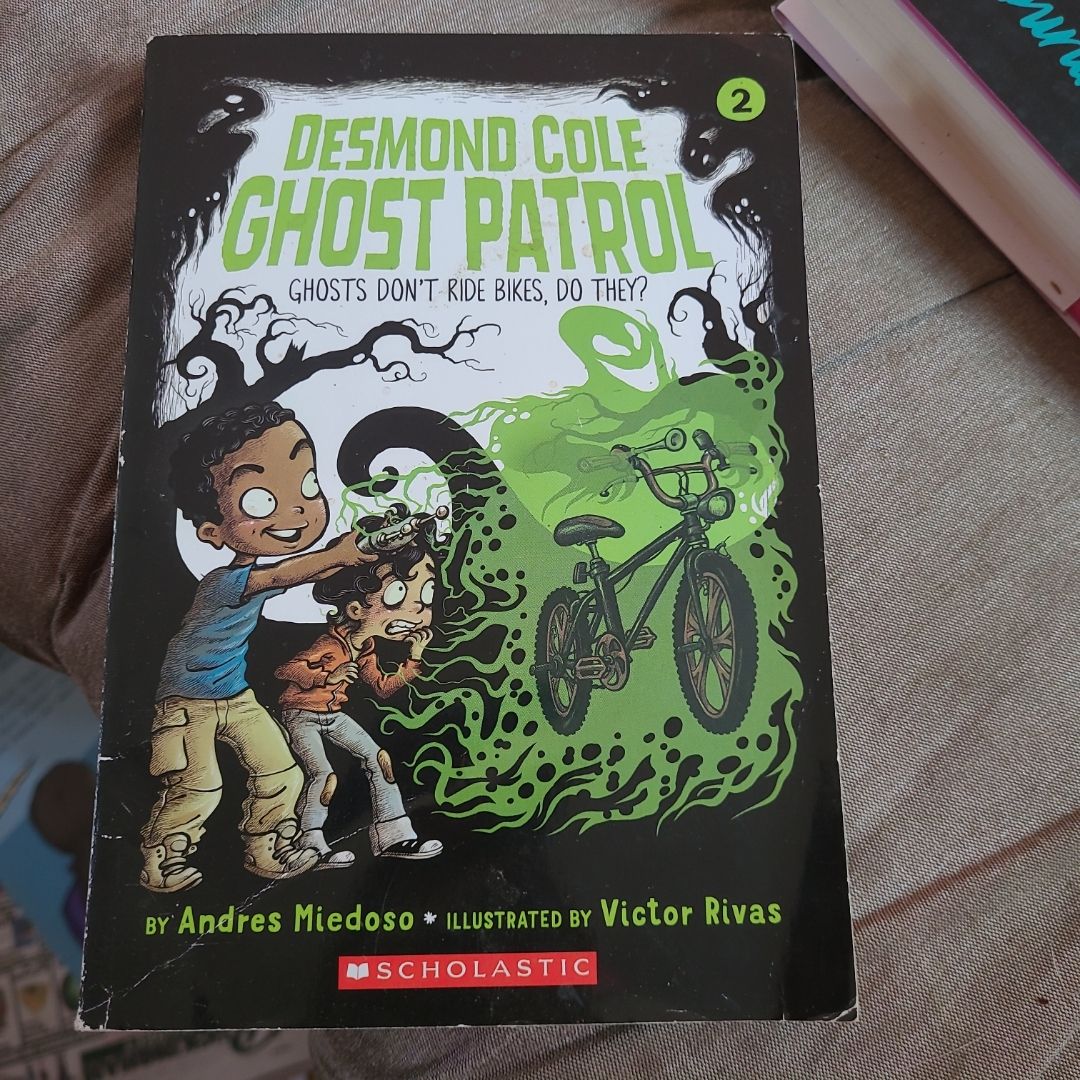 2
DESMOND COLE
GHOST PATROL
GHOSTS DON'T RIDE BIKES, DO THEY?
BY Andres Miedoso * ILLUSTRATED BY Victor Rivas
SCHOLASTIC